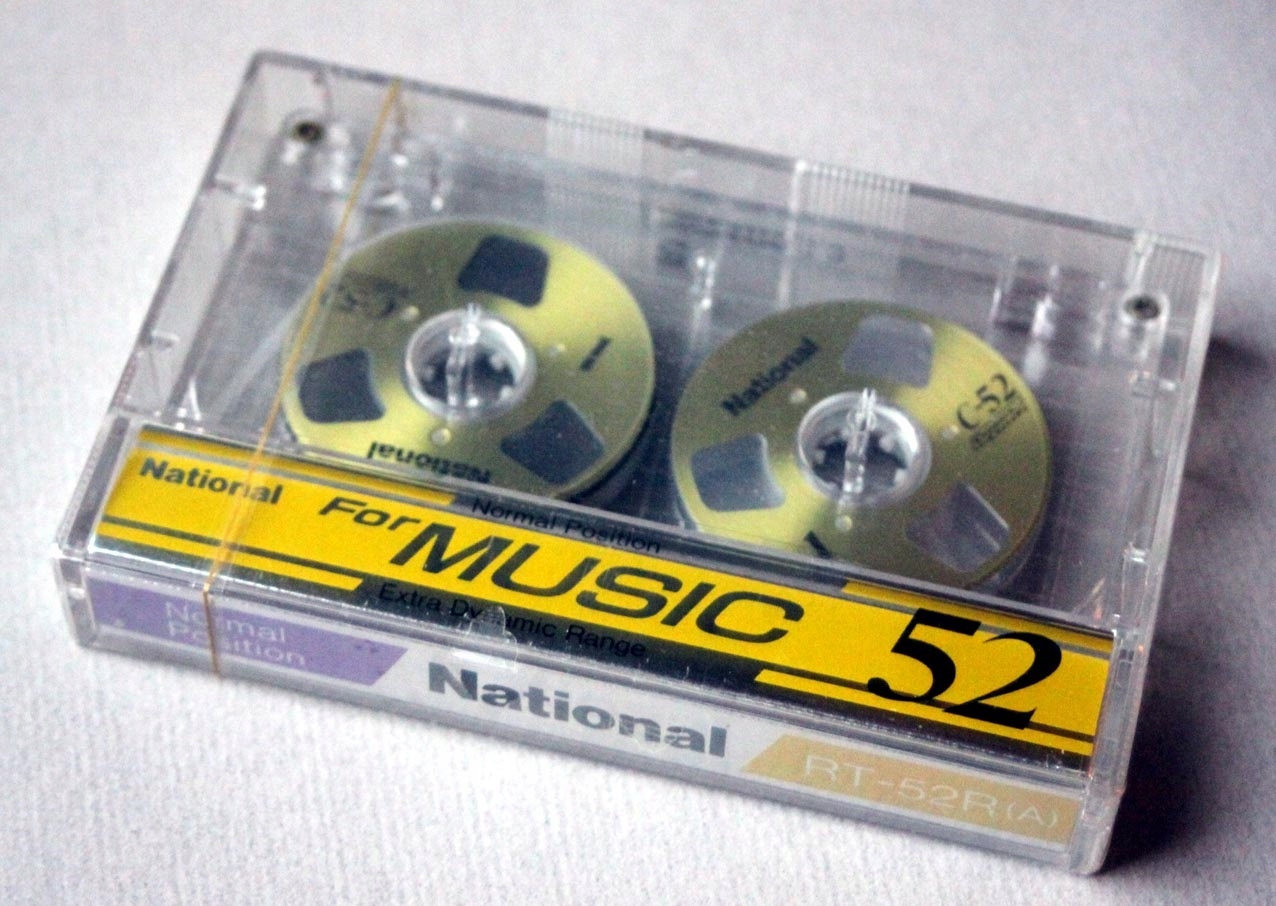 National
C-52
National
National
For MUSIC
Normal Position
Extra Dynamic Range
52
Normal
Position
National
RT-52R(A)